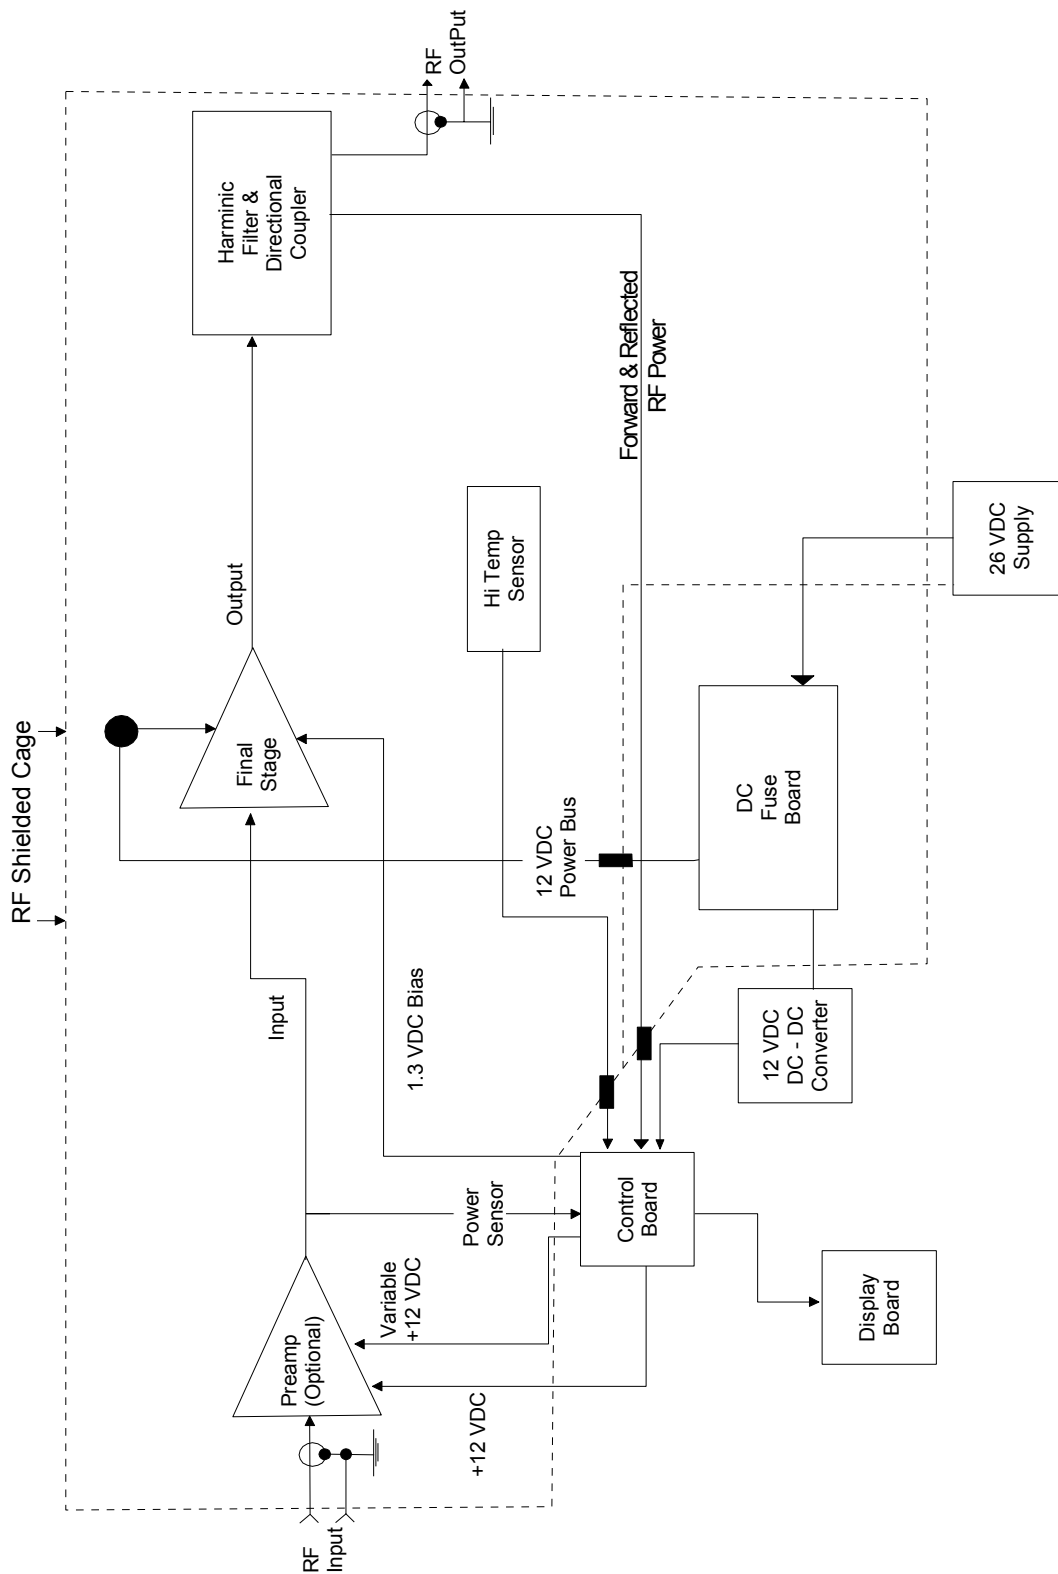 RF Shielded Cage
RF
Input
Preamp
(Optional)
Input
Final
Stage
Output
Harminic
Filter &
Directional
Coupler
RF
OutPut
+12 VDC
Variable
+12 VDC
Power
Sensor
1.3 VDC Bias
12 VDC
Power Bus
Hi Temp
Sensor
Forward & Reflected
RF Power
Control
Board
Display
Board
12 VDC
DC - DC
Converter
DC
Fuse
Board
26 VDC
Supply